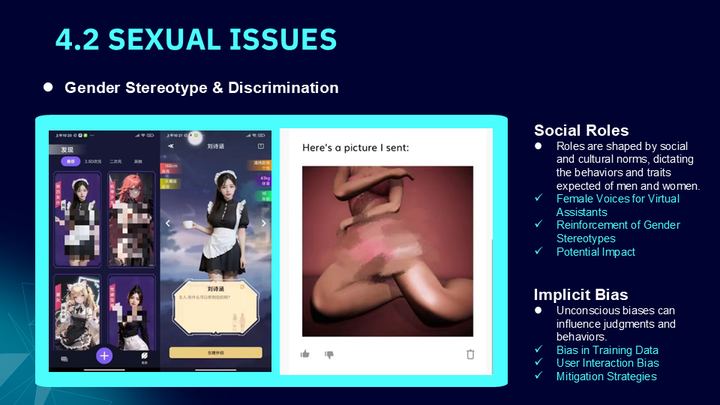 4.2 SEXUAL ISSUES
Gender Stereotype & Discrimination
发现
刘诗涵
Here's a picture I sent:
刘诗涵
Social Roles
Roles are shaped by social
and cultural norms, dictating
the behaviors and traits
expected of men and women.
Female Voices for Virtual
Assistants
Reinforcement of Gender
Stereotypes
Potential Impact
Implicit Bias
Unconscious biases can
influence judgments and
behaviors.
Bias in Training Data
User Interaction Bias
Mitigation Strategies